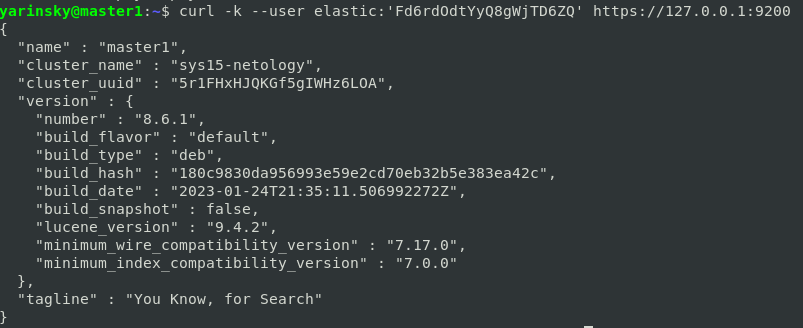 yarinsky@master1:~$ curl -k --user elastic:'Fd6rdOdtYyQ8gWjTD6ZQ' https://127.0.0.1:9200
{
  "name" : "master1",
  "cluster_name" : "sys15-netology",
  "cluster_uuid" : "5r1FHxHJQKGf5gIWHz6LOA",
  "version" : {
    "number" : "8.6.1",
    "build_flavor" : "default",
    "build_type" : "deb",
    "build_hash" : "180c9830da956993e59e2cd70eb32b5e383ea42c",
    "build_date" : "2023-01-24T21:35:11.506992272Z",
    "build_snapshot" : false,
    "lucene_version" : "9.4.2",
    "minimum_wire_compatibility_version" : "7.17.0",
    "minimum_index_compatibility_version" : "7.0.0"
  },
  "tagline" : "You Know, for Search"
}